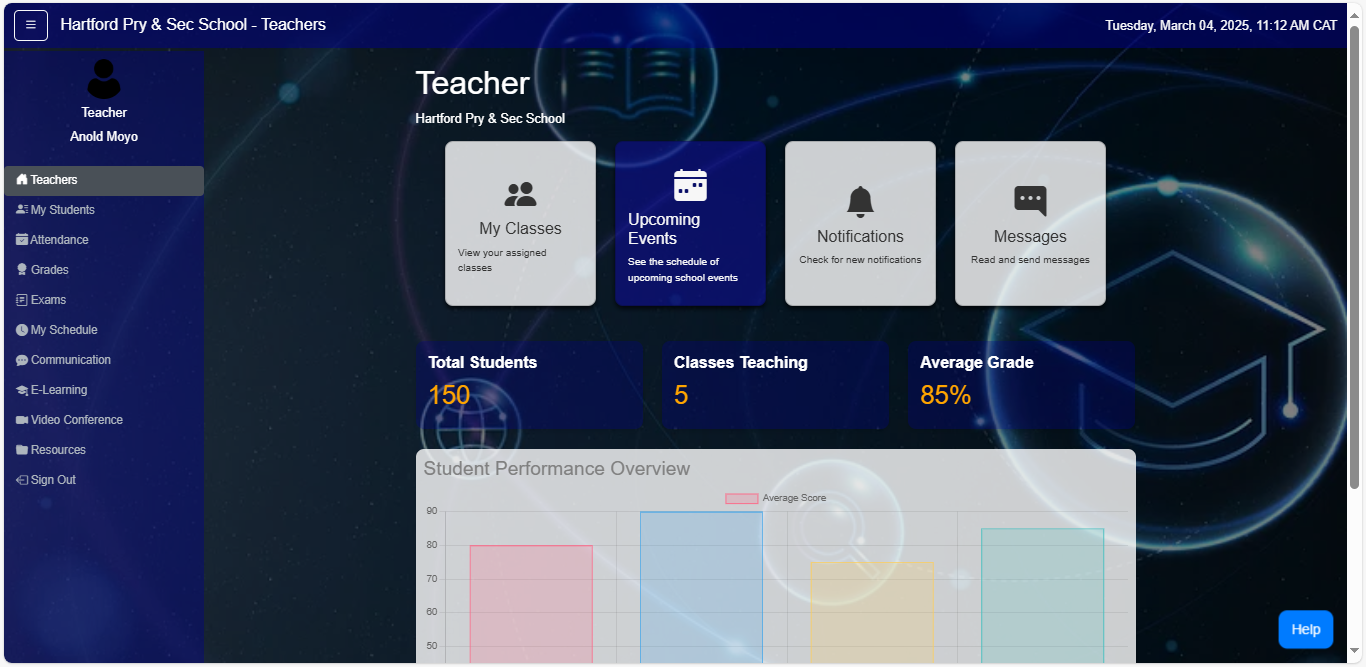 ☰ Hartford Pry & Sec School - Teachers
Tuesday, March 04, 2025, 11:12 AM CAT
Teacher
Anold Moyo
Teachers
My Students
Attendance
Grades
Exams
My Schedule
Communication
E-Learning
Video Conference
Resources
Sign Out
Teacher
Hartford Pry & Sec School
My Classes
View your assigned
classes
Upcoming
Events
See the schedule of
upcoming school events
Notifications
Check for new notifications
Messages
Read and send messages
Total Students
150
Classes Teaching
5
Average Grade
85%
Student Performance Overview
Average Score
90
80
70
60
50
Help